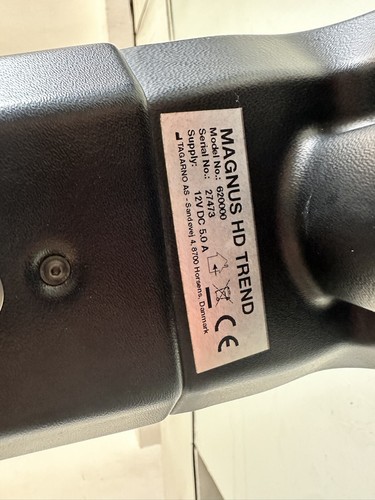 MAGNUS HD TREND
Model No.: 620000
Serial No.: 27473
Supply: 12V DC 5.0 A
TAGARNO AS - Sandøvej 4, 8700 Horsens, Danmark
CE